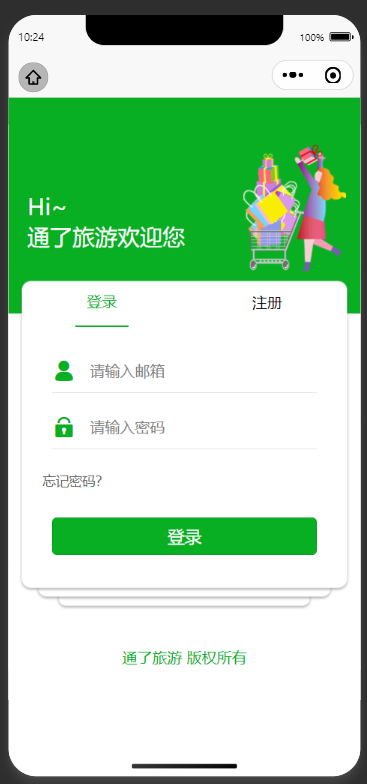 10:24
100%
Hi~
通了旅游欢迎您
登录
注册
请输入邮箱
请输入密码
忘记密码?
登录
通了旅游 版权所有